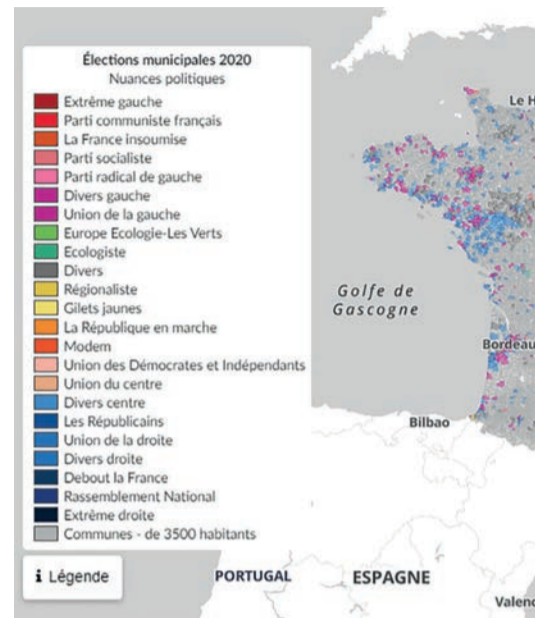 Élections municipales 2020
Nuances politiques
Extrême gauche
Parti communiste français
La France insoumise
Parti socialiste
Parti radical de gauche
Divers gauche
Union de la gauche
Europe Ecologie-Les Verts
Ecologiste
Divers
Régionaliste
Gilets jaunes
La République en marche
Modem
Union des Démocrates et Indépendants
Union du centre
Divers centre
Les Républicains
Union de la droite
Divers droite
Debout la France
Rassemblement National
Extrême droite
Communes - de 3500 habitants
i Légende
Le H
Golfe de
Gascogne
Bordeau
Bilbao
PORTUGAL
ESPAGNE
Valenc